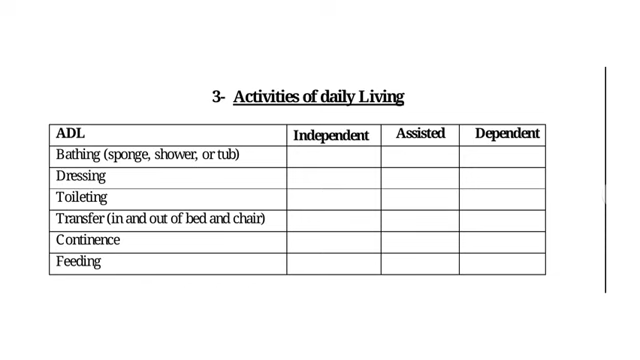 3- Activities of daily Living
ADL Independent Assisted Dependent
Bathing (sponge, shower, or tub)
Dressing
Toileting
Transfer (in and out of bed and chair)
Continence
Feeding